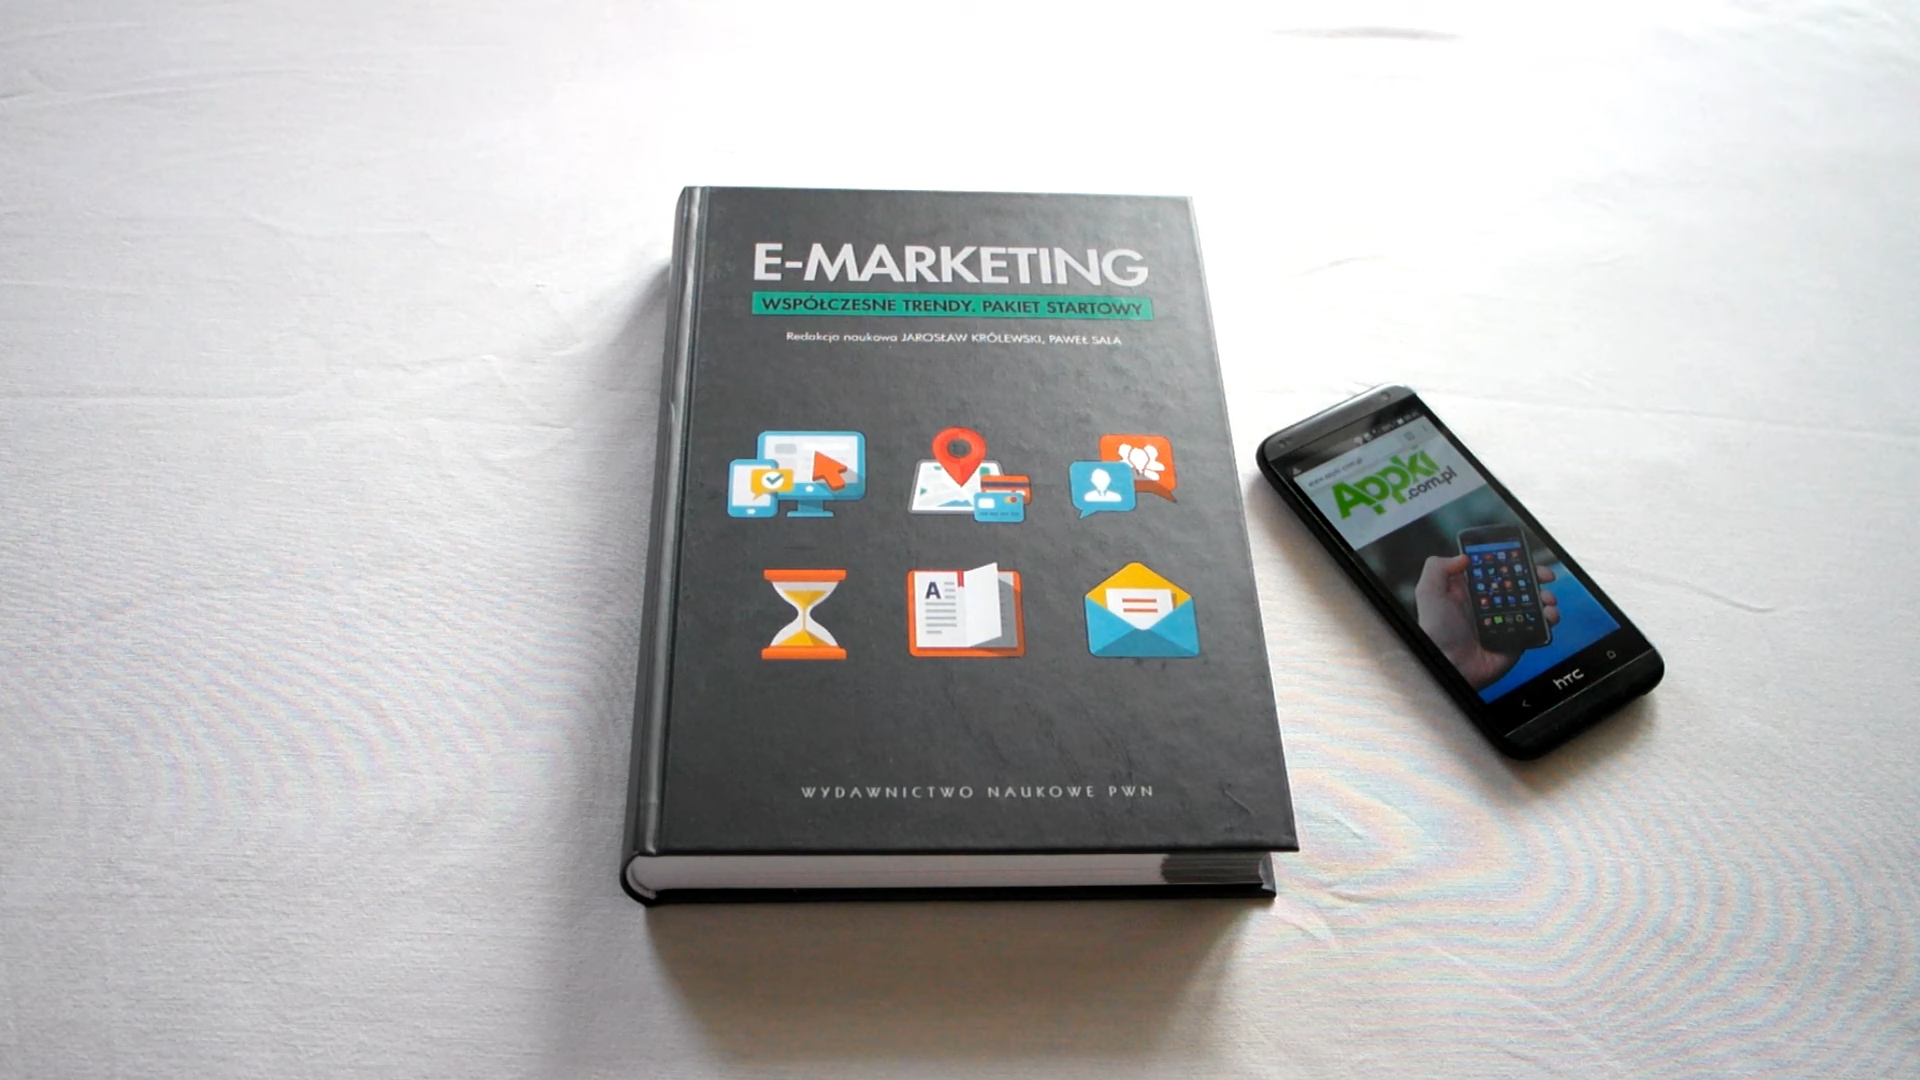 E-MARKETING
WSPÓŁCZESNE TRENDY. PAKIET STARTOWY
Redakcja naukowa JAROSŁAW KRÓLEWSKI, PAWEŁ SALA
A
WYDAWNICTWO NAUKOWE PWN
Appki
.com.pl
hTC